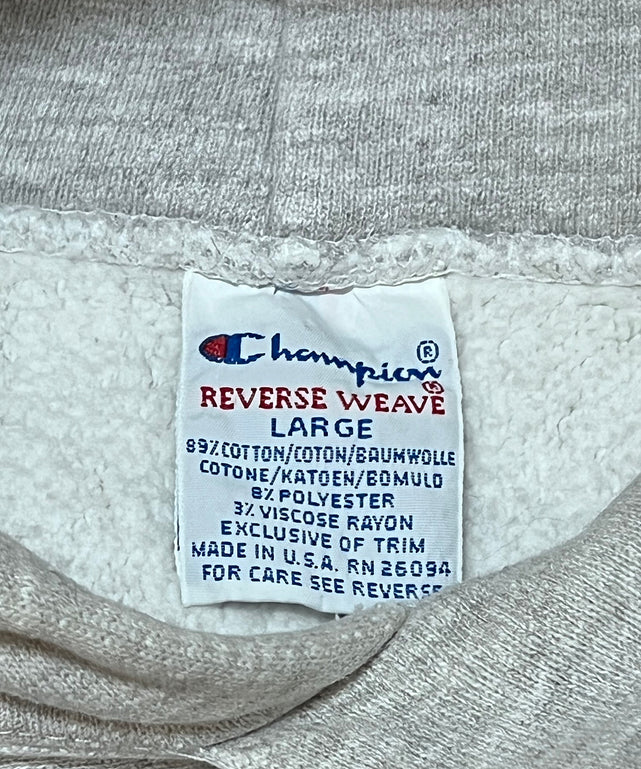 Champion®
REVERSE WEAVE®
LARGE
89% COTTON/COTON/BAUMWOLLE
COTONE/KATOEN/BOMULD
8% POLYESTER
3% VISCOSE RAYON
EXCLUSIVE OF TRIM
MADE IN U.S.A. RN 26094
FOR CARE SEE REVERSE